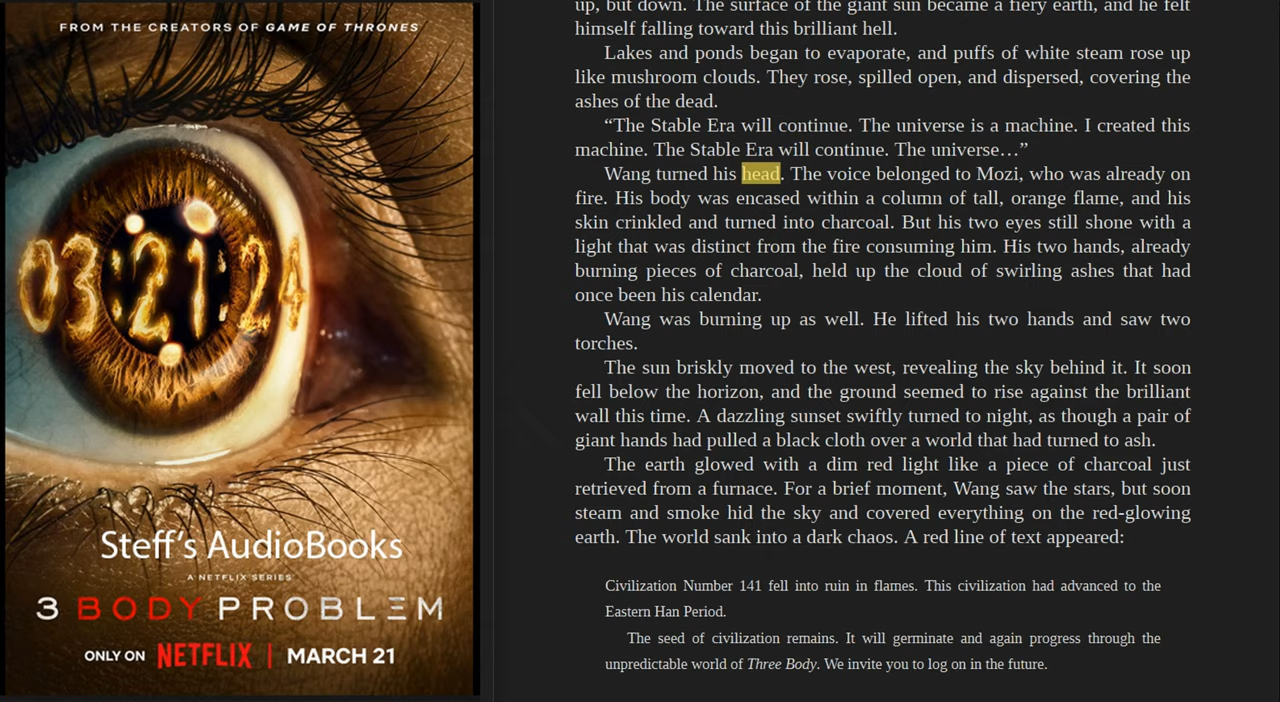 FROM THE CREATORS OF GAME OF THRONES
03:21:24
Steff's AudioBooks
A NETFLIX SERIES
3 BODY PROBLEM
ONLY ON NETFLIX | MARCH 21
up, but down. The surface of the giant sun became a fiery earth, and he felt
himself falling toward this brilliant hell.
Lakes and ponds began to evaporate, and puffs of white steam rose up
like mushroom clouds. They rose, spilled open, and dispersed, covering the
ashes of the dead.
“The Stable Era will continue. The universe is a machine. I created this
machine. The Stable Era will continue. The universe…”
Wang turned his head. The voice belonged to Mozi, who was already on
fire. His body was encased within a column of tall, orange flame, and his
skin crinkled and turned into charcoal. But his two eyes still shone with a
light that was distinct from the fire consuming him. His two hands, already
burning pieces of charcoal, held up the cloud of swirling ashes that had
once been his calendar.
Wang was burning up as well. He lifted his two hands and saw two
torches.
The sun briskly moved to the west, revealing the sky behind it. It soon
fell below the horizon, and the ground seemed to rise against the brilliant
wall this time. A dazzling sunset swiftly turned to night, as though a pair of
giant hands had pulled a black cloth over a world that had turned to ash.
The earth glowed with a dim red light like a piece of charcoal just
retrieved from a furnace. For a brief moment, Wang saw the stars, but soon
steam and smoke hid the sky and covered everything on the red-glowing
earth. The world sank into a dark chaos. A red line of text appeared:
Civilization Number 141 fell into ruin in flames. This civilization had advanced to the
Eastern Han Period.
The seed of civilization remains. It will germinate and again progress through the
unpredictable world of Three Body. We invite you to log on in the future.